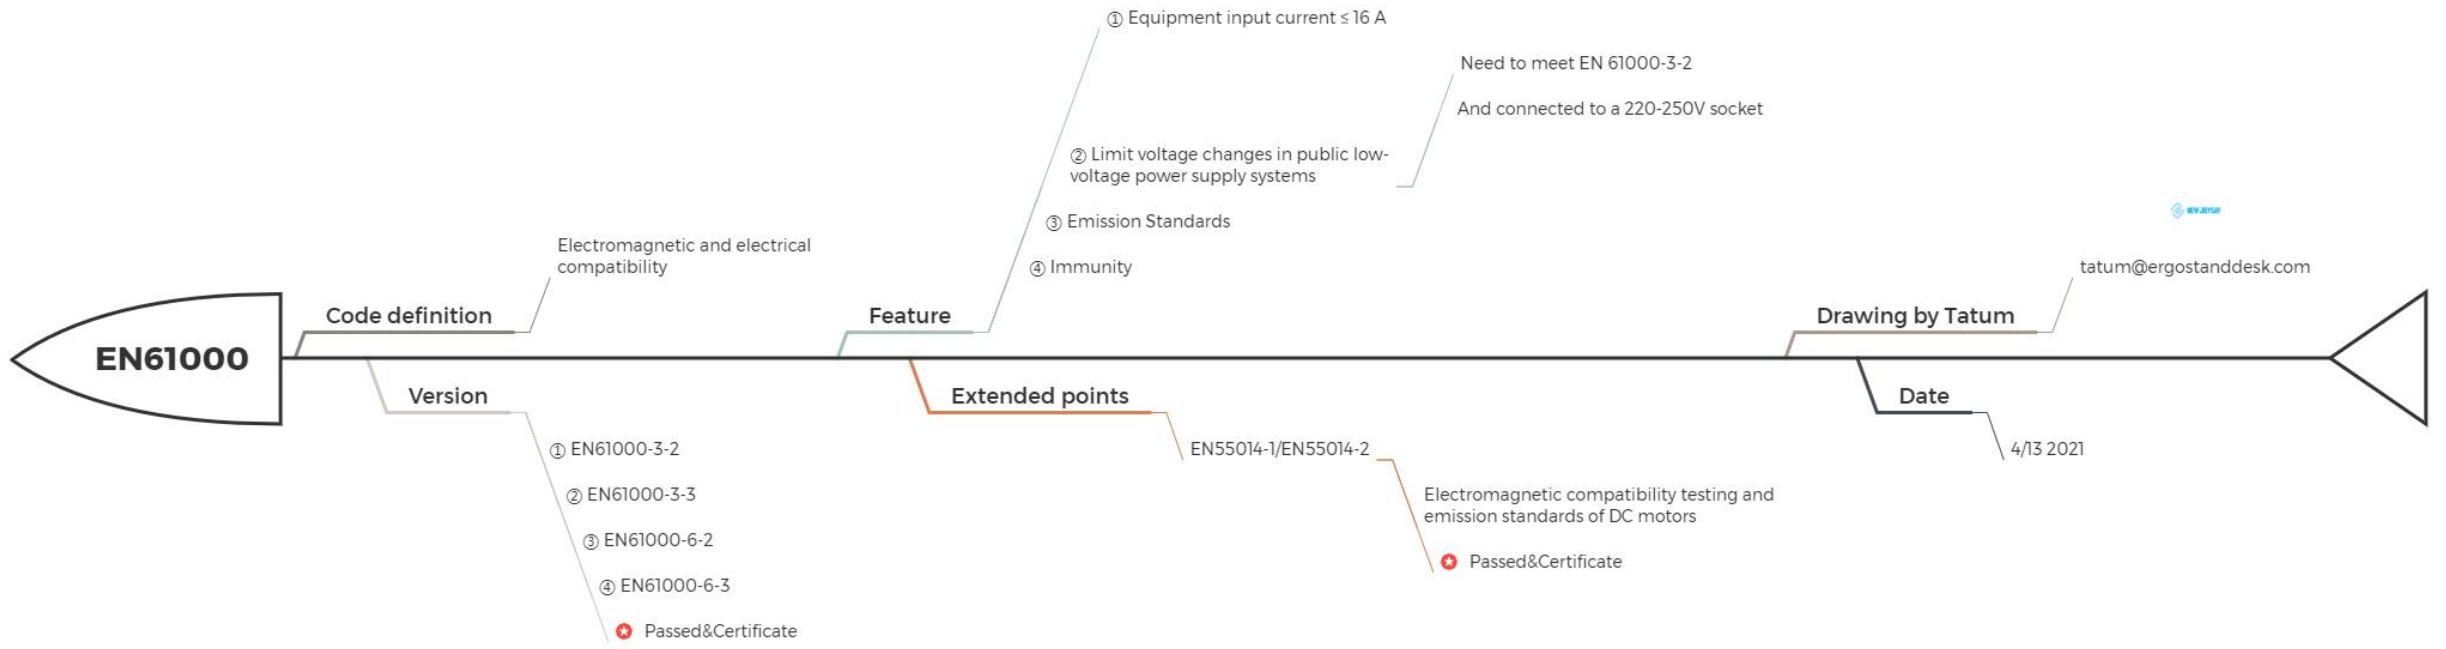 EN61000
Code definition
Electromagnetic and electrical
compatibility
Version
① EN61000-3-2
② EN61000-3-3
③ EN61000-6-2
④ EN61000-6-3
Passed&Certificate
Feature
① Equipment input current ≤ 16 A
② Limit voltage changes in public low-
voltage power supply systems
Need to meet EN 61000-3-2
And connected to a 220-250V socket
③ Emission Standards
④ Immunity
Extended points
EN55014-1/EN55014-2
Electromagnetic compatibility testing and
emission standards of DC motors
Passed&Certificate
Drawing by Tatum
tatum@ergostanddesk.com
Date
4/13 2021